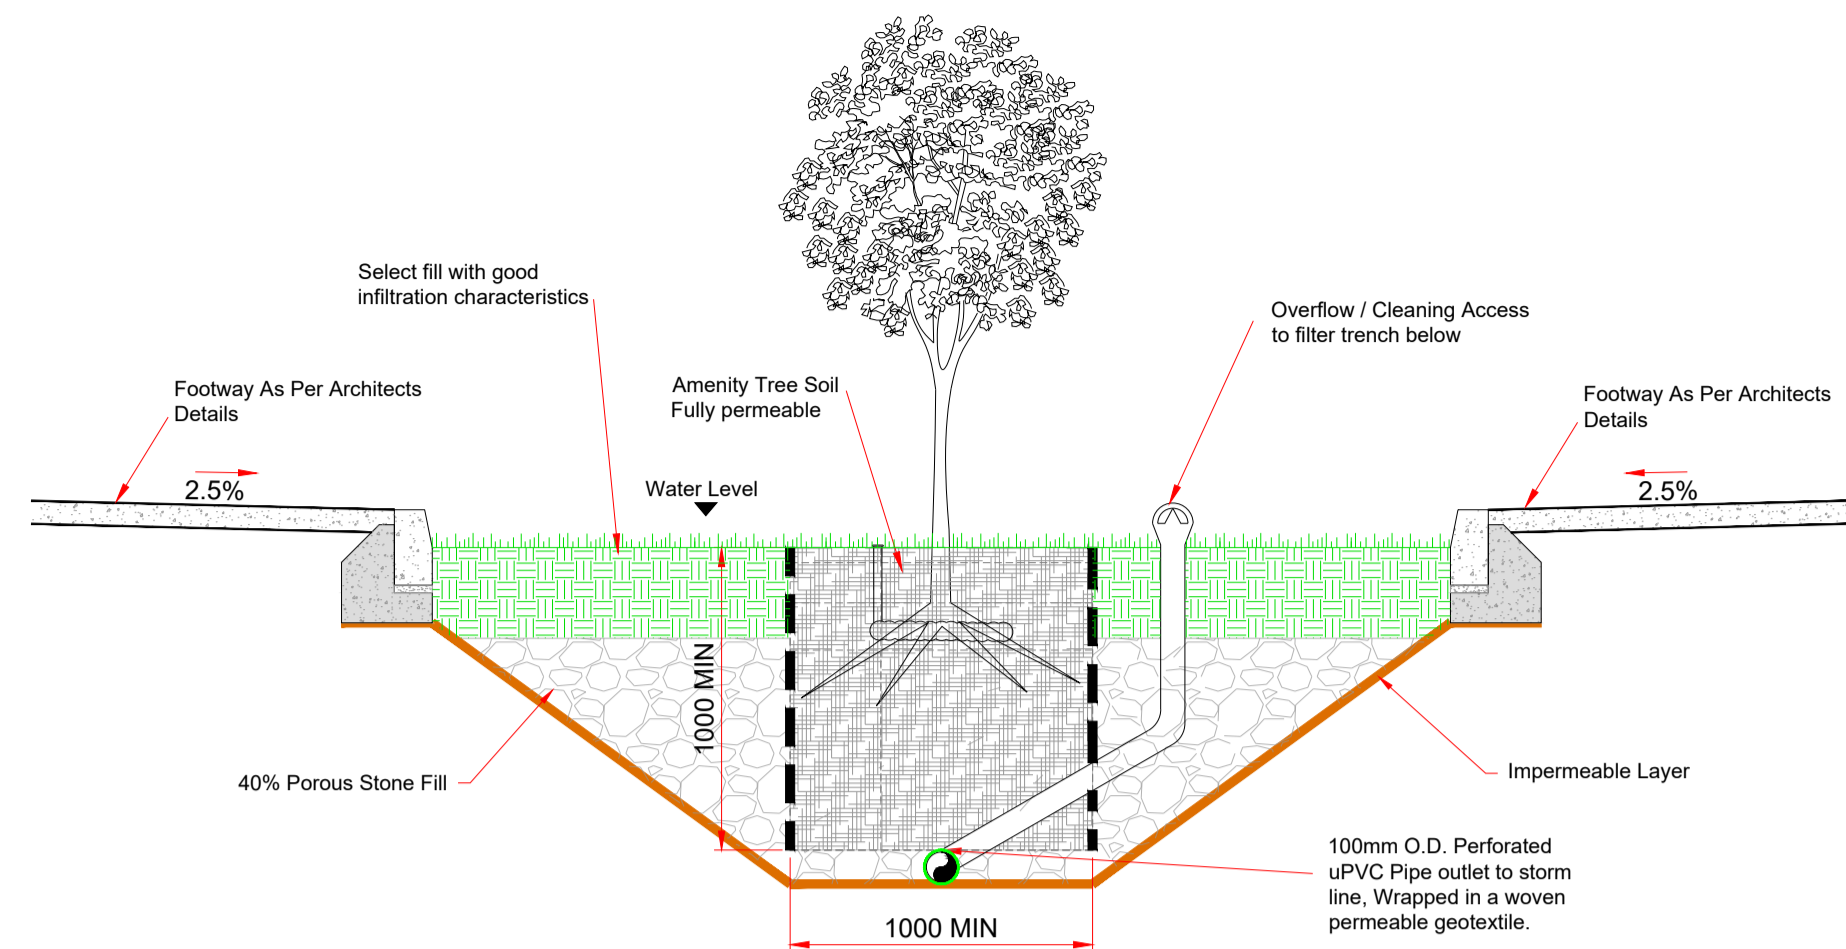 Select fill with good
infiltration characteristics
Overflow / Cleaning Access
to filter trench below
Footway As Per Architects
Details
Amenity Tree Soil
Fully permeable
Footway As Per Architects
Details
2.5%
Water Level
2.5%
1000 MIN
40% Porous Stone Fill
Impermeable Layer
100mm O.D. Perforated
uPVC Pipe outlet to storm
line, Wrapped in a woven
permeable geotextile.
1000 MIN